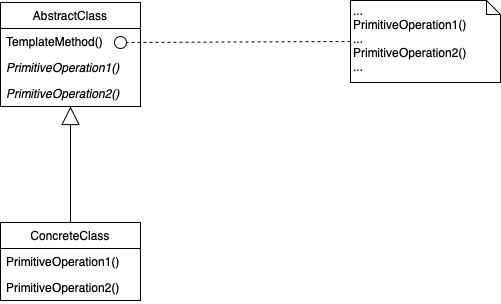 AbstractClass
TemplateMethod()
PrimitiveOperation1()
PrimitiveOperation2()
...
PrimitiveOperation1()
...
PrimitiveOperation2()
...
ConcreteClass
PrimitiveOperation1()
PrimitiveOperation2()